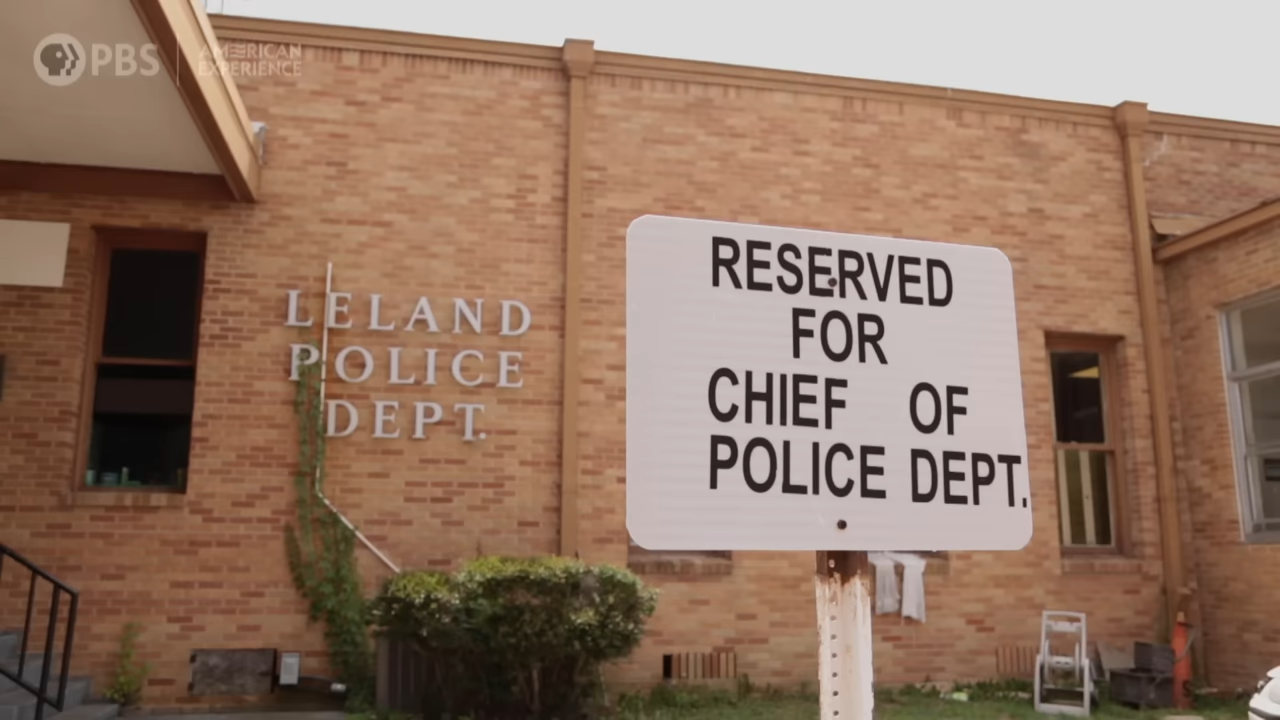 PBS
AMERICAN
EXPERIENCE
LELAND
POLICE
DEPT.
RESERVED
FOR
CHIEF OF
POLICE DEPT.